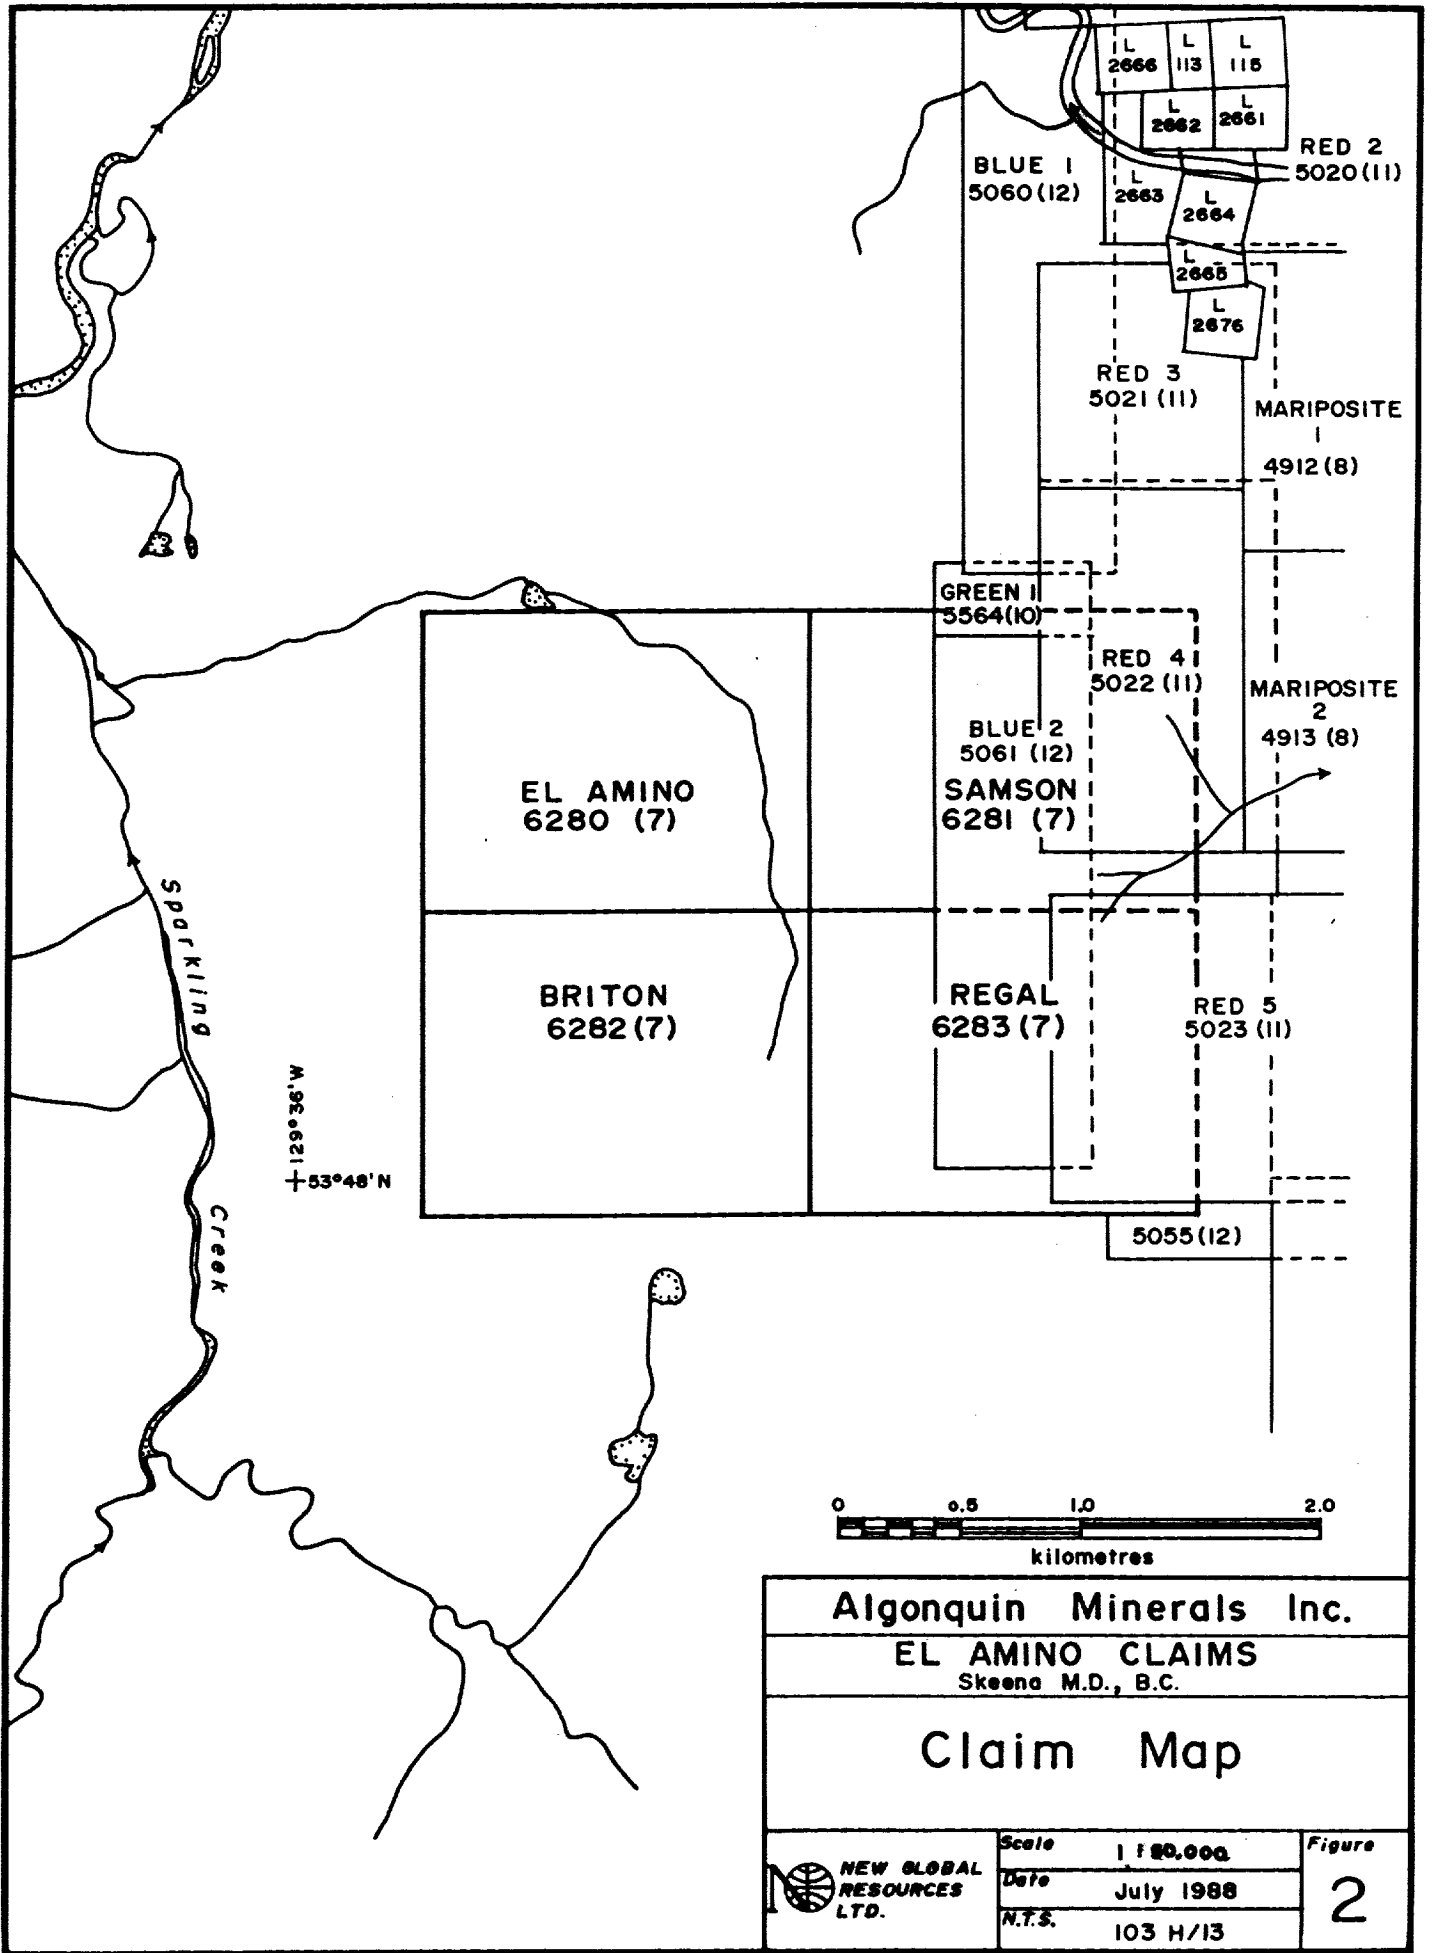 L
2666
L
113
L
115
L
2662
L
2661
RED 2
5020(11)
BLUE 1
5060(12)
L
2663
L
2664
L
2665
L
2676
RED 3
5021(11)
MARIPOSITE
1
4912(8)
GREEN 1
5564(10)
RED 4
5022(11)
MARIPOSITE
2
4913 (8)
BLUE 2
5061 (12)
EL AMINO
6280 (7)
SAMSON
6281 (7)
Sparkling
Creek
BRITON
6282(7)
REGAL
6283(7)
RED 5
5023(11)
129°36'W
53°48'N
5055(12)
0 0.5 1.0 2.0
kilometres
Algonquin Minerals Inc.
EL AMINO CLAIMS
Skeena M.D., B.C.
Claim Map
NEW GLOBAL
RESOURCES
LTD.
Scale
Date July 1988
N.T.S. 103 H/13
Figure
2